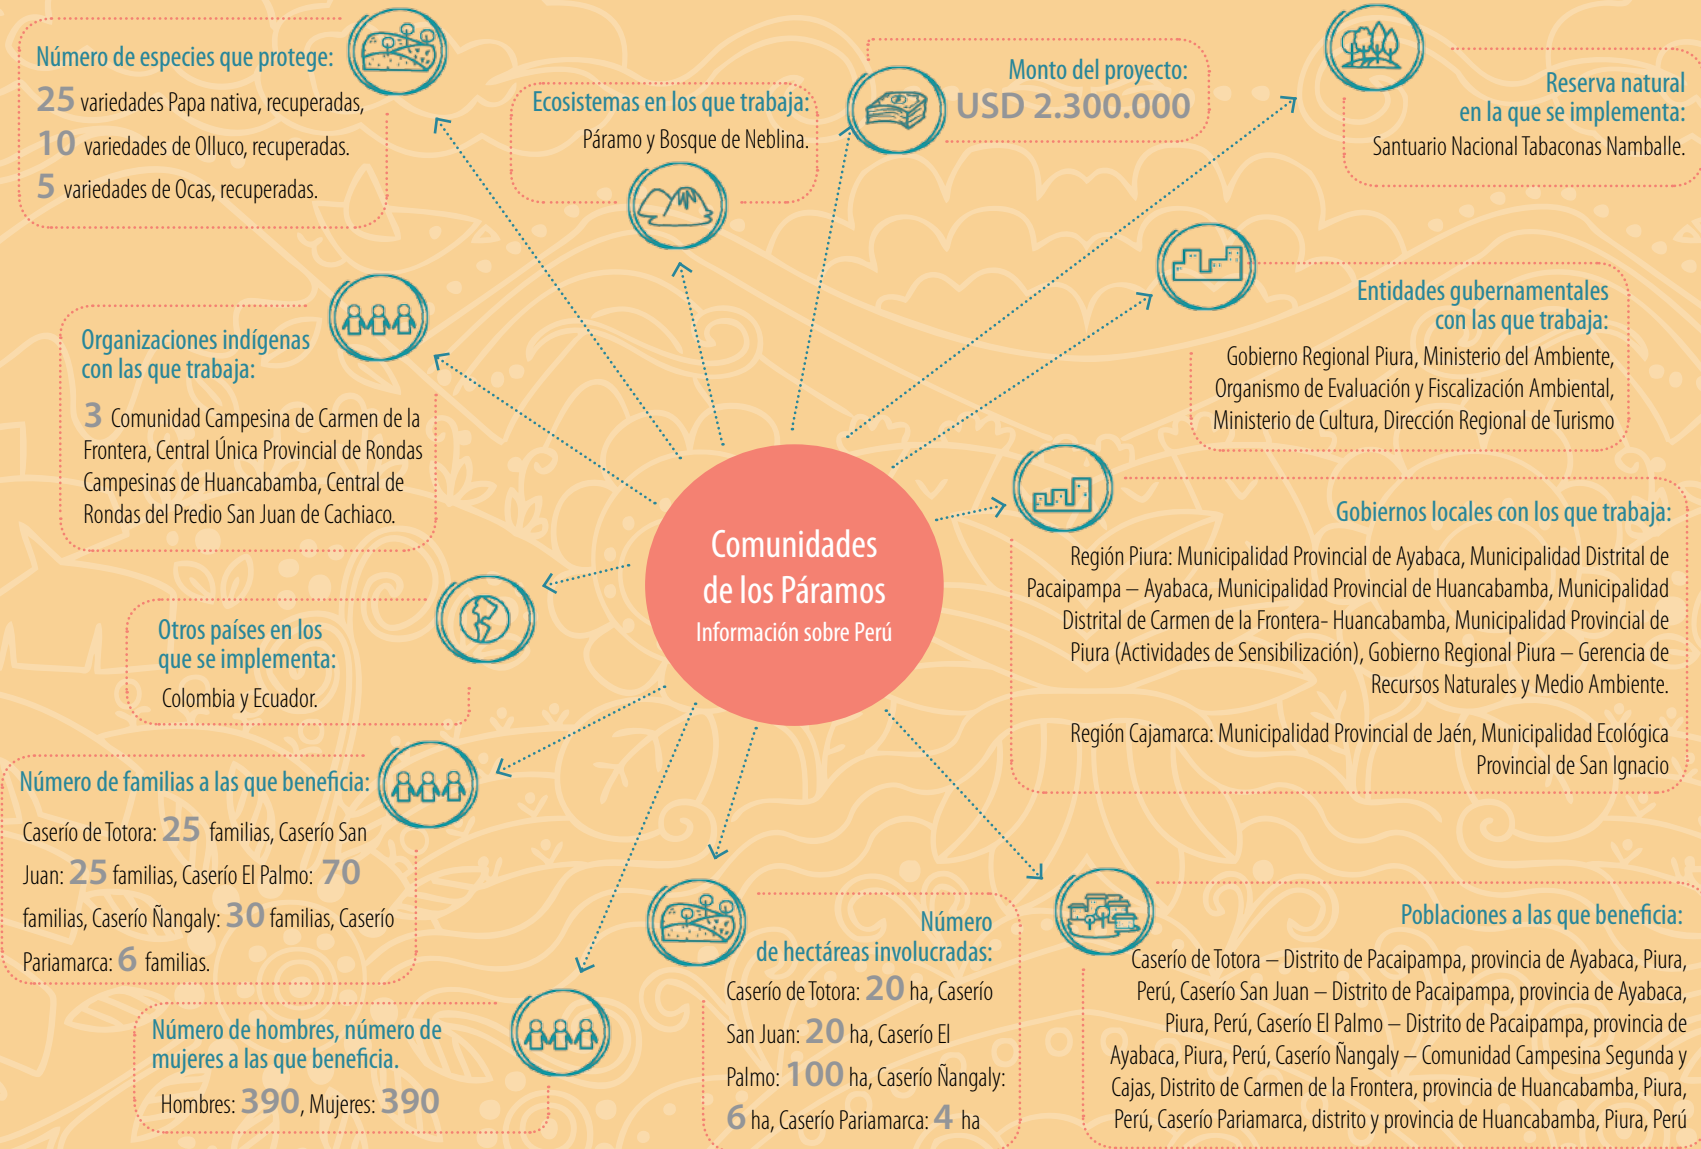 Número de especies que protege:
25 variedades Papa nativa, recuperadas,
10 variedades de Olluco, recuperadas.
5 variedades de Ocas, recuperadas.
Ecosistemas en los que trabaja:
Páramo y Bosque de Neblina.
Monto del proyecto:
USD 2.300.000
Reserva natural
en la que se implementa:
Santuario Nacional Tabaconas Namballe.
Organizaciones indígenas
con las que trabaja:
3 Comunidad Campesina de Carmen de la
Frontera, Central Única Provincial de Rondas
Campesinas de Huancabamba, Central de
Rondas del Predio San Juan de Cachiaco.
Entidades gubernamentales
con las que trabaja:
Gobierno Regional Piura, Ministerio del Ambiente,
Organismo de Evaluación y Fiscalización Ambiental,
Ministerio de Cultura, Dirección Regional de Turismo
Comunidades
de los Páramos
Información sobre Perú
Gobiernos locales con los que trabaja:
Región Piura: Municipalidad Provincial de Ayabaca, Municipalidad Distrital de
Pacaipampa – Ayabaca, Municipalidad Provincial de Huancabamba, Municipalidad
Distrital de Carmen de la Frontera- Huancabamba, Municipalidad Provincial de
Piura (Actividades de Sensibilización), Gobierno Regional Piura – Gerencia de
Recursos Naturales y Medio Ambiente.
Región Cajamarca: Municipalidad Provincial de Jaén, Municipalidad Ecológica
Provincial de San Ignacio
Otros países en los
que se implementa:
Colombia y Ecuador.
Número de familias a las que beneficia:
Caserío de Totora: 25 familias, Caserío San
Juan: 25 familias, Caserío El Palmo: 70
familias, Caserío Ñangaly: 30 familias, Caserío
Pariamarca: 6 familias.
Número de hombres, número de
mujeres a las que beneficia.
Hombres: 390, Mujeres: 390
Número
de hectáreas involucradas:
Caserío de Totora: 20 ha, Caserío
San Juan: 20 ha, Caserío El
Palmo: 100 ha, Caserío Ñangaly:
6 ha, Caserío Pariamarca: 4 ha
Poblaciones a las que beneficia:
Caserío de Totora – Distrito de Pacaipampa, provincia de Ayabaca, Piura,
Perú, Caserío San Juan – Distrito de Pacaipampa, provincia de Ayabaca,
Piura, Perú, Caserío El Palmo – Distrito de Pacaipampa, provincia de
Ayabaca, Piura, Perú, Caserío Ñangaly – Comunidad Campesina Segunda y
Cajas, Distrito de Carmen de la Frontera, provincia de Huancabamba, Piura,
Perú, Caserío Pariamarca, distrito y provincia de Huancabamba, Piura, Perú